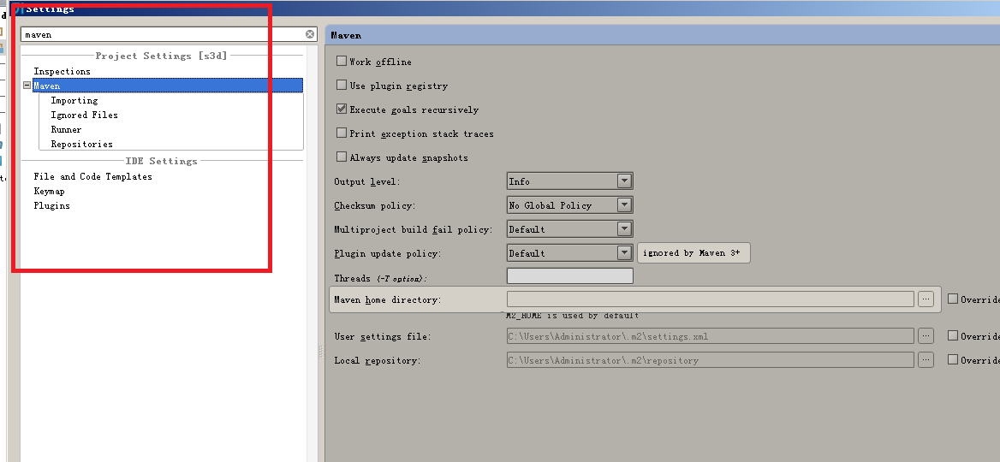 Settings
maven
Project Settings [s3d]
Inspections
Maven
Importing
Ignored Files
Runner
Repositories
IDE Settings
File and Code Templates
Keymap
Plugins
Maven
Work offline
Use plugin registry
Execute goals recursively
Print exception stack traces
Always update snapshots
Output level: Info
Checksum policy: No Global Policy
Multiproject build fail policy: Default
Plugin update policy: Default ignored by Maven 3+
Threads (-T option):
Maven home directory: ... Override
M2_HOME is used by default
User settings file: C:\Users\Administrator\.m2\settings.xml ... Override
Local repository: C:\Users\Administrator\.m2\repository ... Override